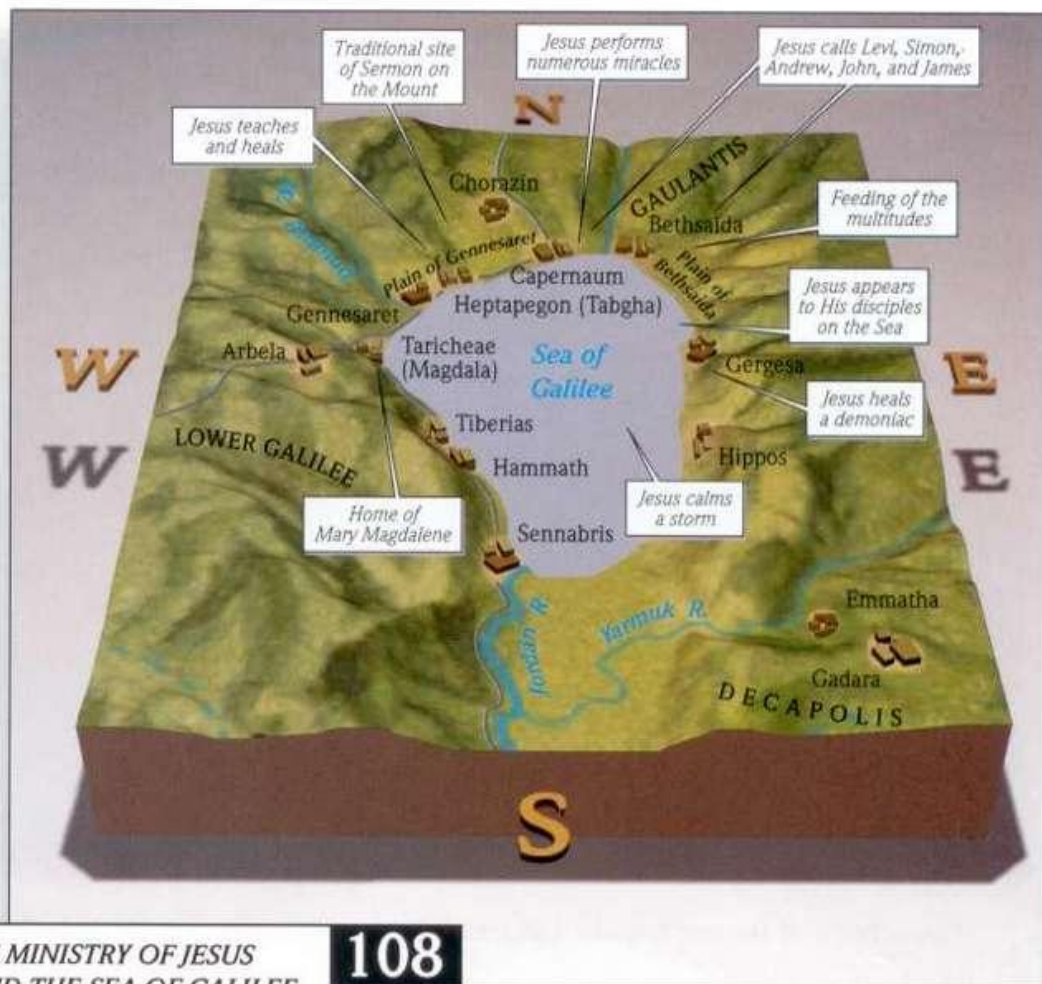 Traditional site
of Sermon on
the Mount
Jesus performs
numerous miracles
Jesus calls Levi, Simon,
Andrew, John, and James
Jesus teaches
and heals
N
GAULANTIS
Chorazin
Bethsaida
Feeding of the
multitudes
Plain of Gennesaret
Plain of
Bethsaida
Capernaum
Heptapegon (Tabgha)
Jesus appears
to His disciples
on the Sea
Gennesaret
W
Arbela
Taricheae
(Magdala)
Sea of
Galilee
Gergesa
E
Jesus heals
a demoniac
Tiberias
LOWER GALILEE
W
Hammath
Hippos
E
Home of
Mary Magdalene
Jesus calms
a storm
Sennabris
Jordan R.
Yarmuk R.
Emmatha
Gadara
DECAPOLIS
S
MINISTRY OF JESUS
THE SEA OF GALILEE
108